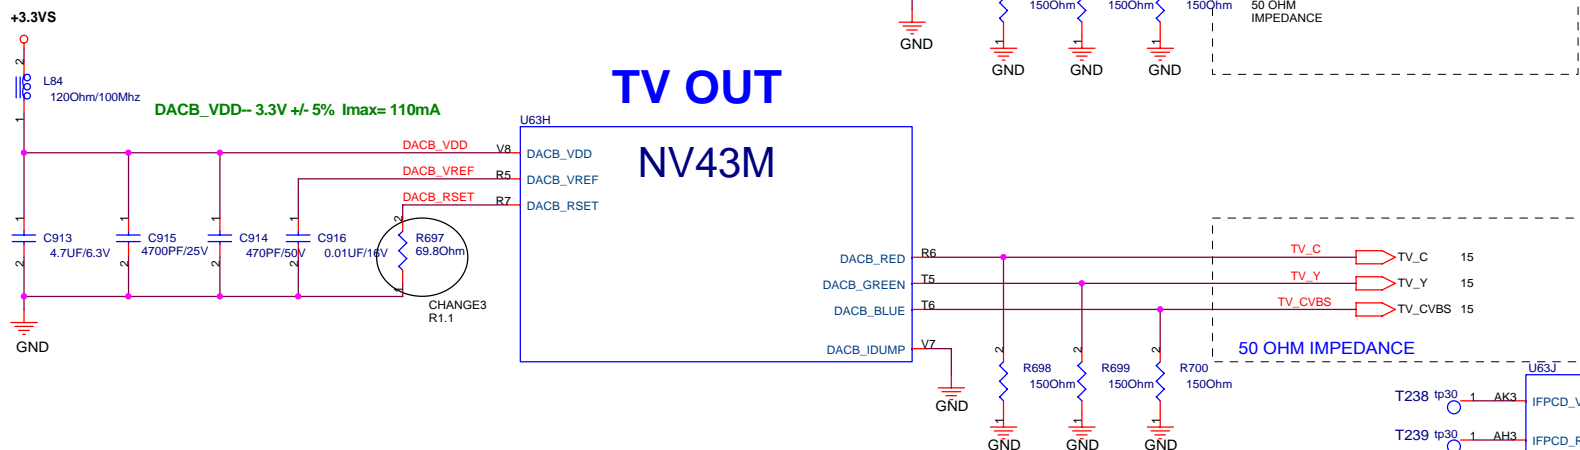 +3.3VS
2
L84
120Ohm/100Mhz
1
DACB_VDD-- 3.3V +/- 5%  Imax= 110mA
TV OUT
U63H
NV43M
DACB_VDD
V8
DACB_VDD
DACB_VREF
R5
DACB_VREF
DACB_RSET
R7
DACB_RSET
1
C913
4.7UF/6.3V
2
1
C915
4700PF/25V
2
1
C914
470PF/50V
2
1
C916
0.01UF/16V
2
2
R697
69.8Ohm
1
CHANGE3
R1.1
GND
DACB_RED
R6
DACB_GREEN
T5
DACB_BLUE
T6
DACB_IDUMP
V7
GND
GND
150Ohm
150Ohm
150Ohm
1
1
1
GND
GND
GND
50 OHM
IMPEDANCE
TV_C
TV_C
15
TV_Y
TV_Y
15
TV_CVBS
TV_CVBS
15
50 OHM IMPEDANCE
2
R698
150Ohm
1
GND
2
R699
150Ohm
1
GND
2
R700
150Ohm
1
GND
U63J
T238
tp30
1
AK3
IFPCD_V
T239
tp30
1
AH3
IFPCD_R